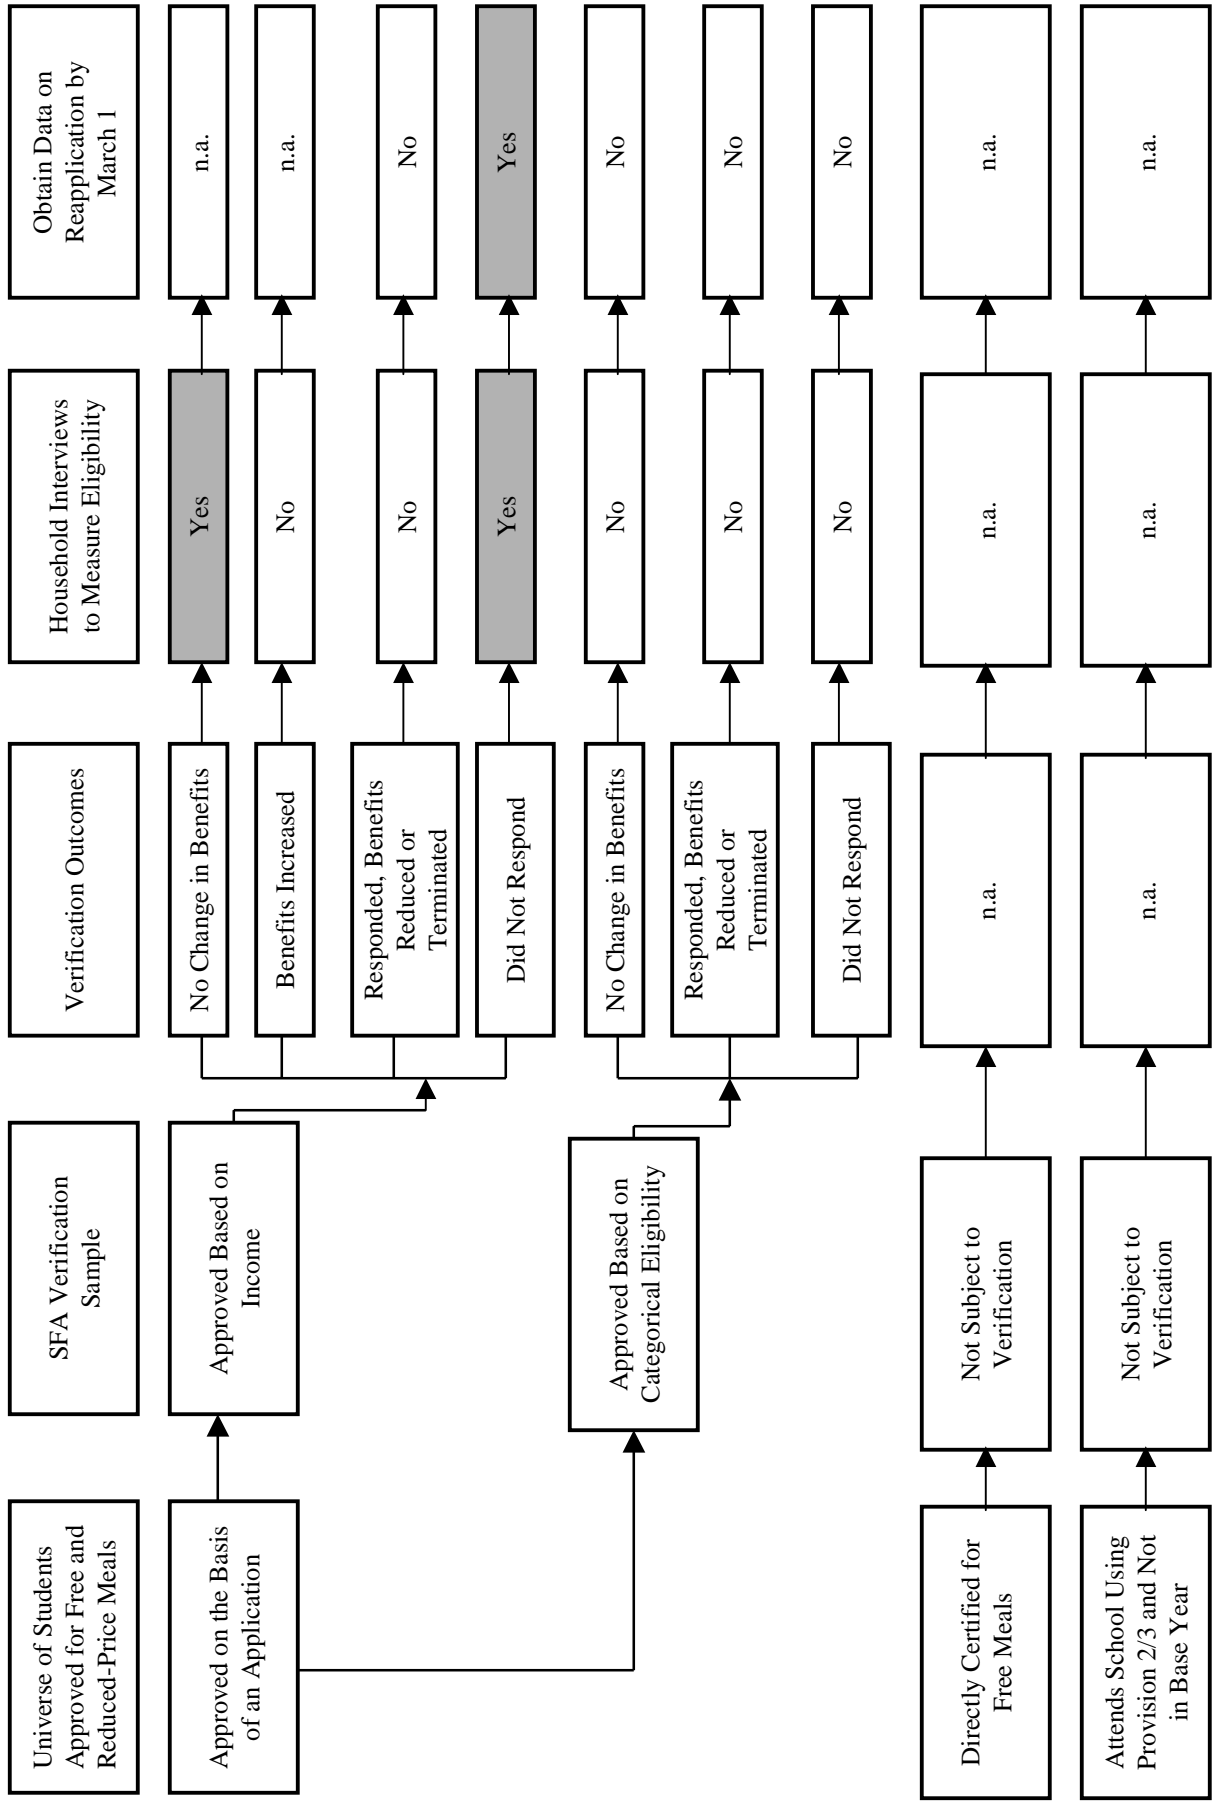 Universe of Students
Approved for Free and
Reduced-Price Meals
SFA Verification
Sample
Verification Outcomes
Household Interviews
to Measure Eligibility
Obtain Data on
Reapplication by
March 1
Approved on the Basis
of an Application
Approved Based on
Income
No Change in Benefits
Yes
n.a.
Benefits Increased
No
n.a.
Responded, Benefits
Reduced or
Terminated
No
No
Did Not Respond
Yes
Yes
Approved Based on
Categorical Eligibility
No Change in Benefits
No
No
Responded, Benefits
Reduced or
Terminated
No
No
Did Not Respond
No
No
Directly Certified for
Free Meals
Not Subject to
Verification
n.a.
n.a.
n.a.
Attends School Using
Provision 2/3 and Not
in Base Year
Not Subject to
Verification
n.a.
n.a.
n.a.